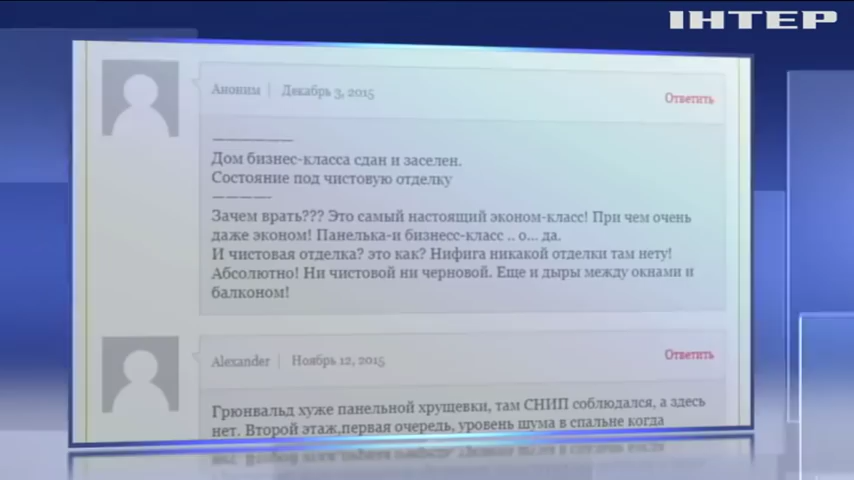 ІНТЕР
Аноним | Декабрь 3, 2015
Ответить
Дом бизнес-класса сдан и заселен.
Состояние под чистовую отделку
Зачем врать??? Это самый настоящий эконом-класс! При чем очень
даже эконом! Панелька-и бизнесс-класс .. о... да.
И чистовая отделка? это как? Нифига никакой отделки там нету!
Абсолютно! Ни чистовой ни черновой. Еще и дыры между окнами и
балконом!
Alexander | Ноябрь 12, 2015
Ответить
Грюнвальд хуже панельной хрущевки, там СНИП соблюдался, а здесь
нет. Второй этаж,первая очередь, уровень шума в спальне когда